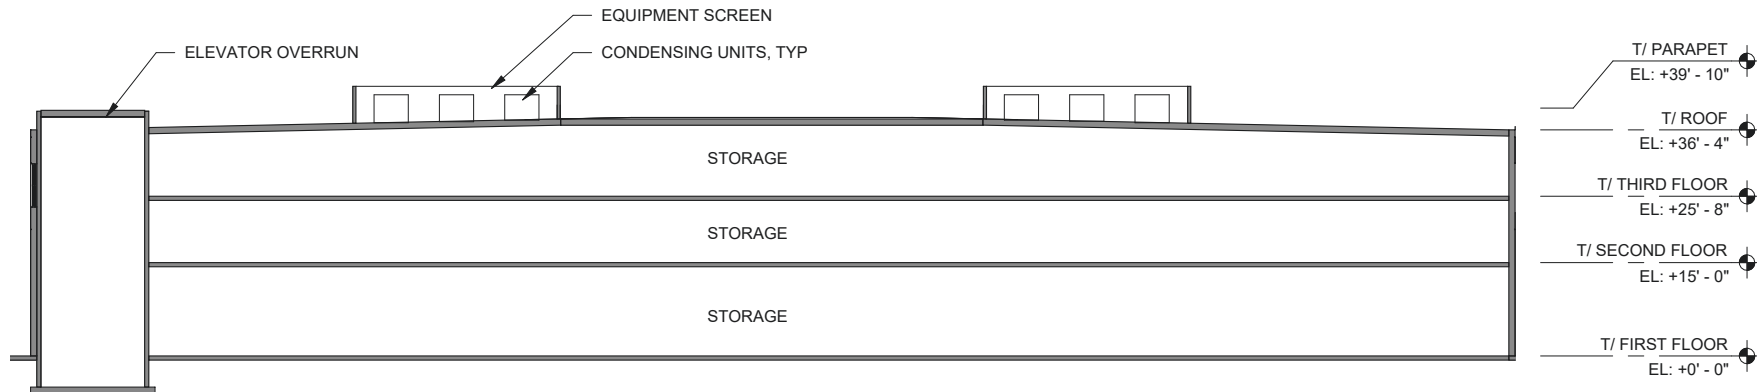 EQUIPMENT SCREEN
ELEVATOR OVERRUN
CONDENSING UNITS, TYP
T/ PARAPET
EL: +39' - 10"
T/ ROOF
EL: +36' - 4"
STORAGE
T/ THIRD FLOOR
EL: +25' - 8"
STORAGE
T/ SECOND FLOOR
EL: +15' - 0"
STORAGE
T/ FIRST FLOOR
EL: +0' - 0"